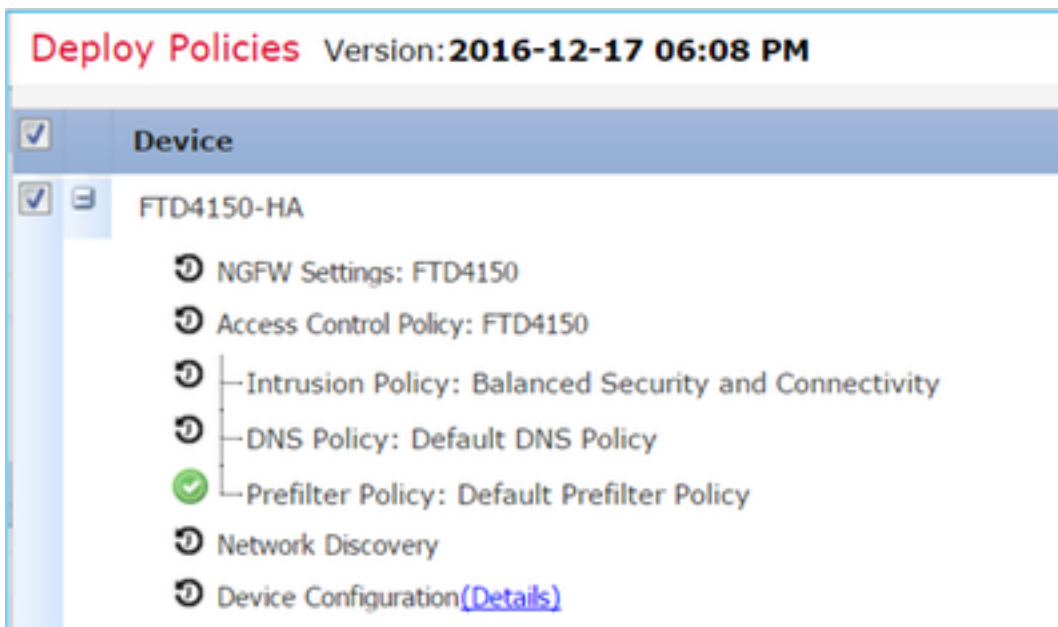 Deploy Policies Version:2016-12-17 06:08 PM
Device
FTD4150-HA
NGFW Settings: FTD4150
Access Control Policy: FTD4150
Intrusion Policy: Balanced Security and Connectivity
DNS Policy: Default DNS Policy
Prefilter Policy: Default Prefilter Policy
Network Discovery
Device Configuration(Details)